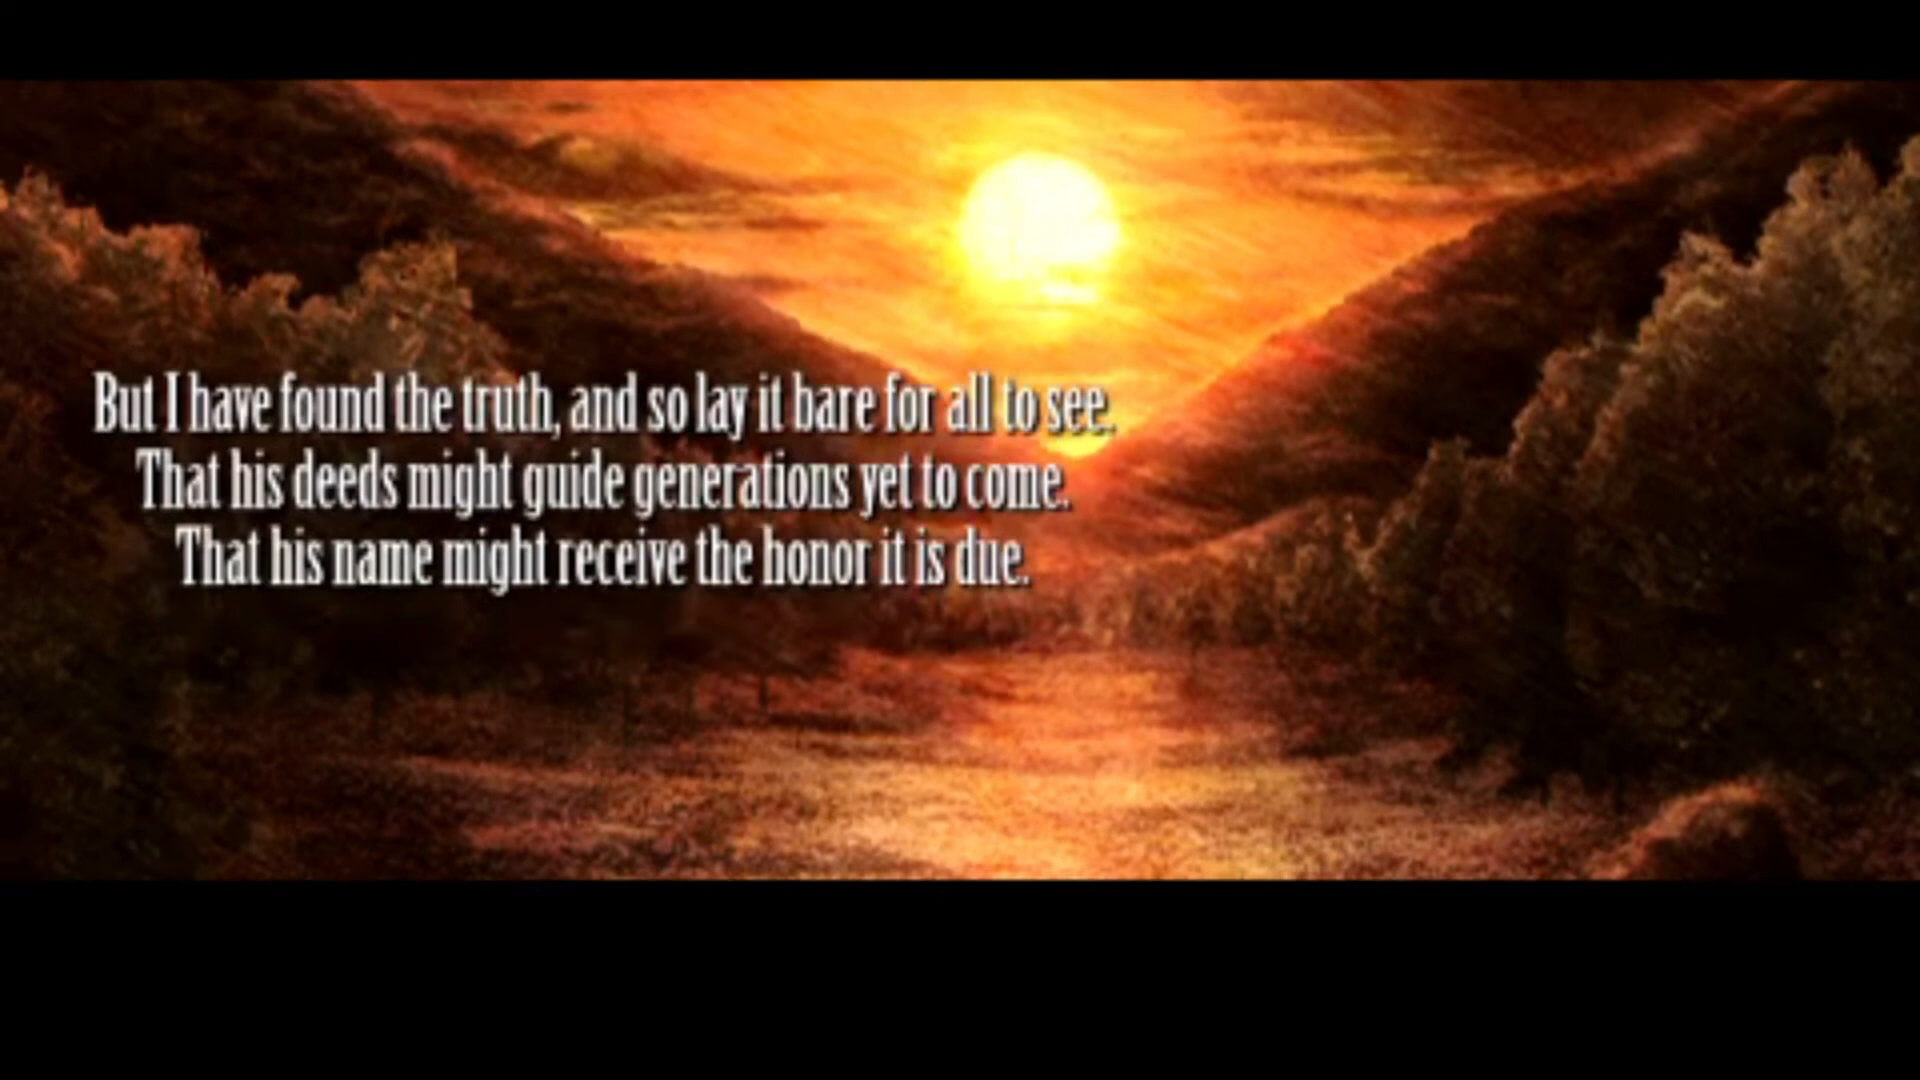 But I have found the truth, and so lay it bare for all to see.
That his deeds might guide generations yet to come.
That his name might receive the honor it is due.